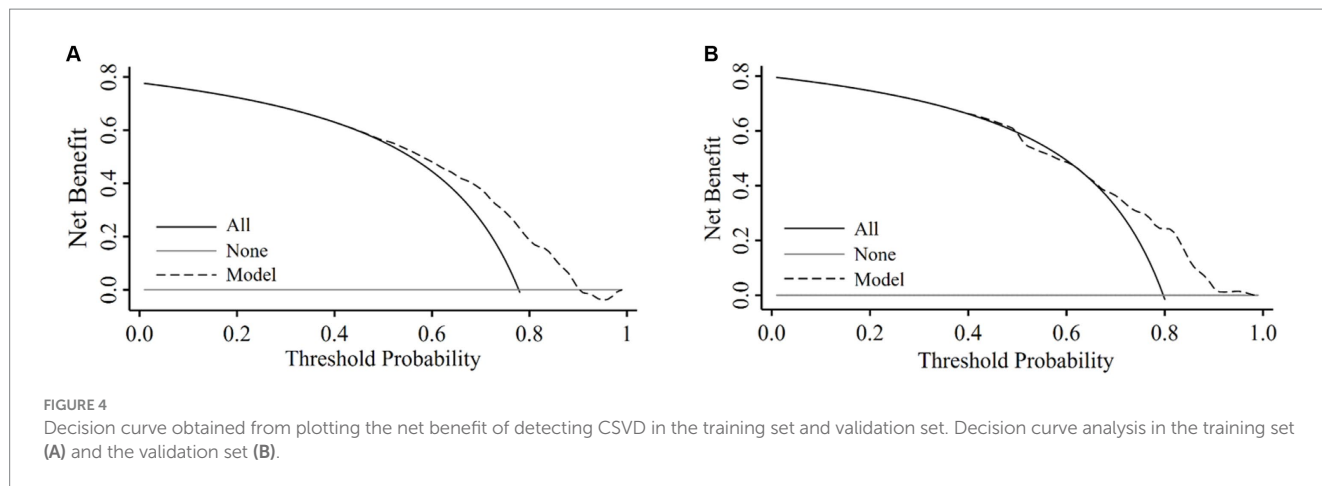 A
B
Net Benefit
0.8
0.6
0.4
0.2
0.0
All
None
Model
0.0 0.2 0.4 0.6 0.8 1
Threshold Probability
Net Benefit
0.8
0.6
0.4
0.2
0.0
All
None
Model
0.0 0.2 0.4 0.6 0.8 1.0
Threshold Probability
FIGURE 4
Decision curve obtained from plotting the net benefit of detecting CSVD in the training set and validation set. Decision curve analysis in the training set
(A) and the validation set (B).